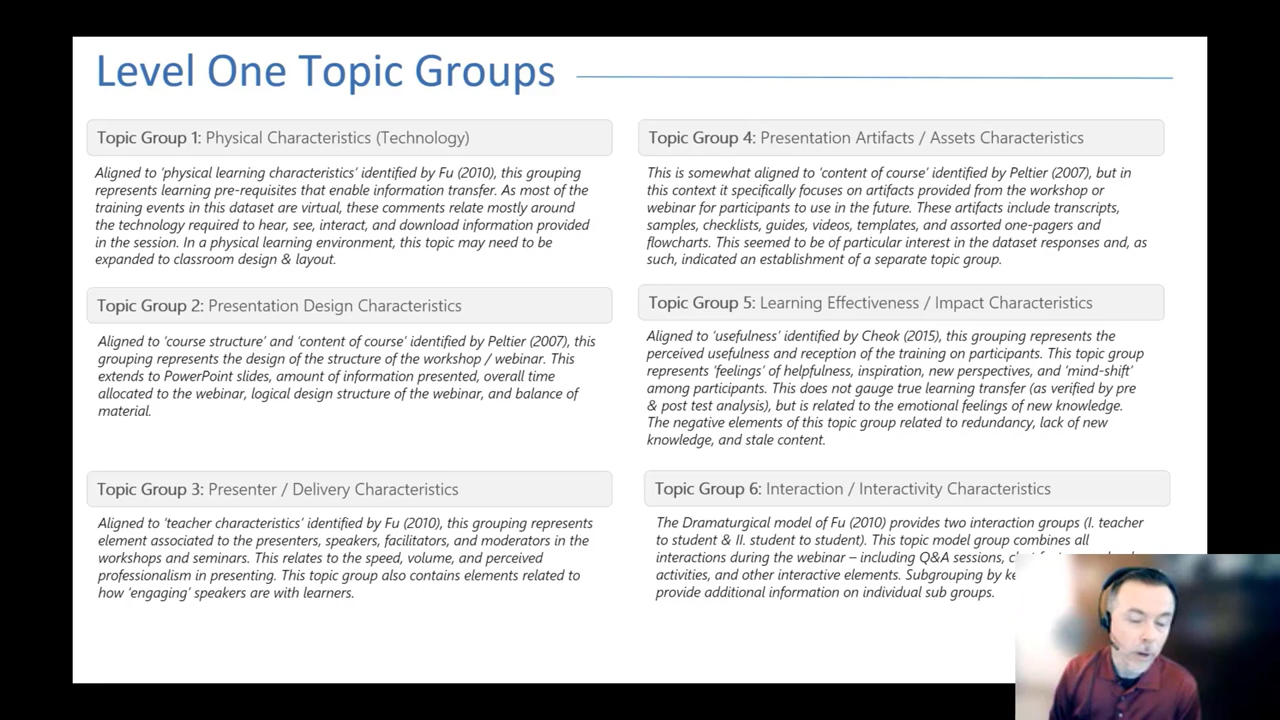 Level One Topic Groups
Topic Group 1: Physical Characteristics (Technology)
Aligned to ‘physical learning characteristics’ identified by Fu (2010), this grouping
represents learning pre-requisites that enable information transfer. As most of the
training events in this dataset are virtual, these comments relate mostly around
the technology required to hear, see, interact, and download information provided
in the session. In a physical learning environment, this topic may need to be
expanded to classroom design & layout.
Topic Group 2: Presentation Design Characteristics
Aligned to ‘course structure’ and ‘content of course’ identified by Peltier (2007), this
grouping represents the design of the structure of the workshop / webinar. This
extends to PowerPoint slides, amount of information presented, overall time
allocated to the webinar, logical design structure of the webinar, and balance of
material.
Topic Group 3: Presenter / Delivery Characteristics
Aligned to ‘teacher characteristics’ identified by Fu (2010), this grouping represents
element associated to the presenters, speakers, facilitators, and moderators in the
workshops and seminars. This relates to the speed, volume, and perceived
professionalism in presenting. This topic group also contains elements related to
how ‘engaging’ speakers are with learners.
Topic Group 4: Presentation Artifacts / Assets Characteristics
This is somewhat aligned to ‘content of course’ identified by Peltier (2007), but in
this context it specifically focuses on artifacts provided from the workshop or
webinar for participants to use in the future. These artifacts include transcripts,
samples, checklists, guides, videos, templates, and assorted one-pagers and
flowcharts. This seemed to be of particular interest in the dataset responses and, as
such, indicated an establishment of a separate topic group.
Topic Group 5: Learning Effectiveness / Impact Characteristics
Aligned to ‘usefulness’ identified by Cheok (2015), this grouping represents the
perceived usefulness and reception of the training on participants. This topic group
represents ‘feelings’ of helpfulness, inspiration, new perspectives, and ‘mind-shift’
among participants. This does not gauge true learning transfer (as verified by pre
& post test analysis), but is related to the emotional feelings of new knowledge.
The negative elements of this topic group related to redundancy, lack of new
knowledge, and stale content.
Topic Group 6: Interaction / Interactivity Characteristics
The Dramaturgical model of Fu (2010) provides two interaction groups (I. teacher
to student & II. student to student). This topic model group combines all
interactions during the webinar – including Q&A sessions,
activities, and other interactive elements. Subgrouping by
provide additional information on individual sub groups.